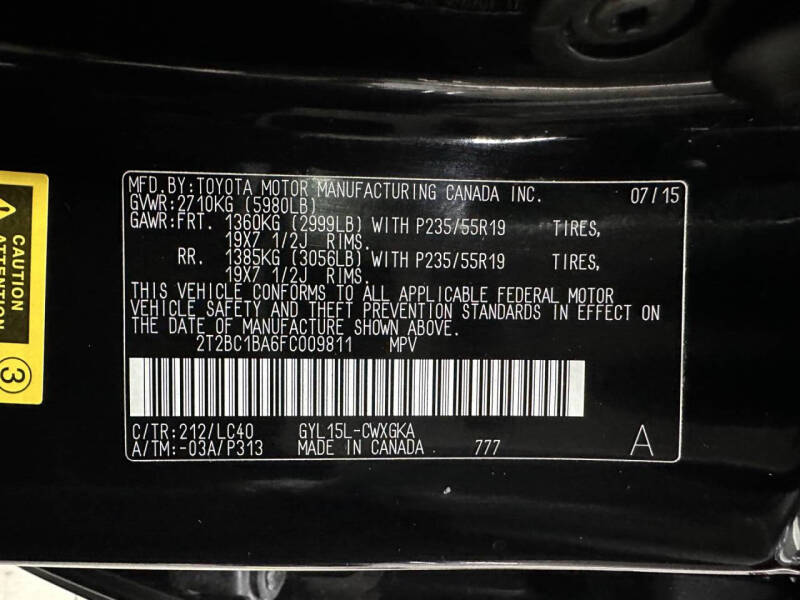 MFD.BY:TOYOTA MOTOR MANUFACTURING CANADA INC. 07/15
GVWR:2710KG (5980LB)
GAWR:FRT. 1360KG (2999LB) WITH P235/55R19 TIRES,
19X7 1/2J RIMS.
RR. 1385KG (3056LB) WITH P235/55R19 TIRES,
19X7 1/2J RIMS.
THIS VEHICLE CONFORMS TO ALL APPLICABLE FEDERAL MOTOR
VEHICLE SAFETY AND THEFT PREVENTION STANDARDS IN EFFECT ON
THE DATE OF MANUFACTURE SHOWN ABOVE.
2T2BC1BA6FC009811 MPV
C/TR:212/LC40 GYL15L-CWXGKA
A/TM:-03A/P313 MADE IN CANADA 777 A
CAUTION
ATTENTION
3